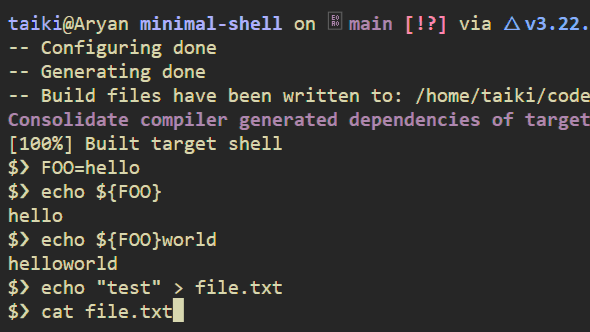 taiki@Aryan minimal-shell on main [!?] via △ v3.22.
-- Configuring done
-- Generating done
-- Build files have been written to: /home/taiki/code
Consolidate compiler generated dependencies of target
[100%] Built target shell
$❯ FOO=hello
$❯ echo ${FOO}
hello
$❯ echo ${FOO}world
helloworld
$❯ echo "test" > file.txt
$❯ cat file.txt